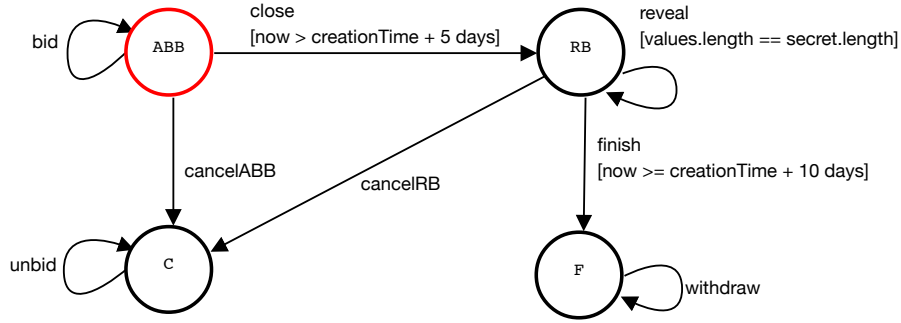 close
[now > creationTime + 5 days]
bid
ABB
RB
reveal
[values.length == secret.length]
cancelABB
cancelRB
finish
[now >= creationTime + 10 days]
unbid
C
F
withdraw